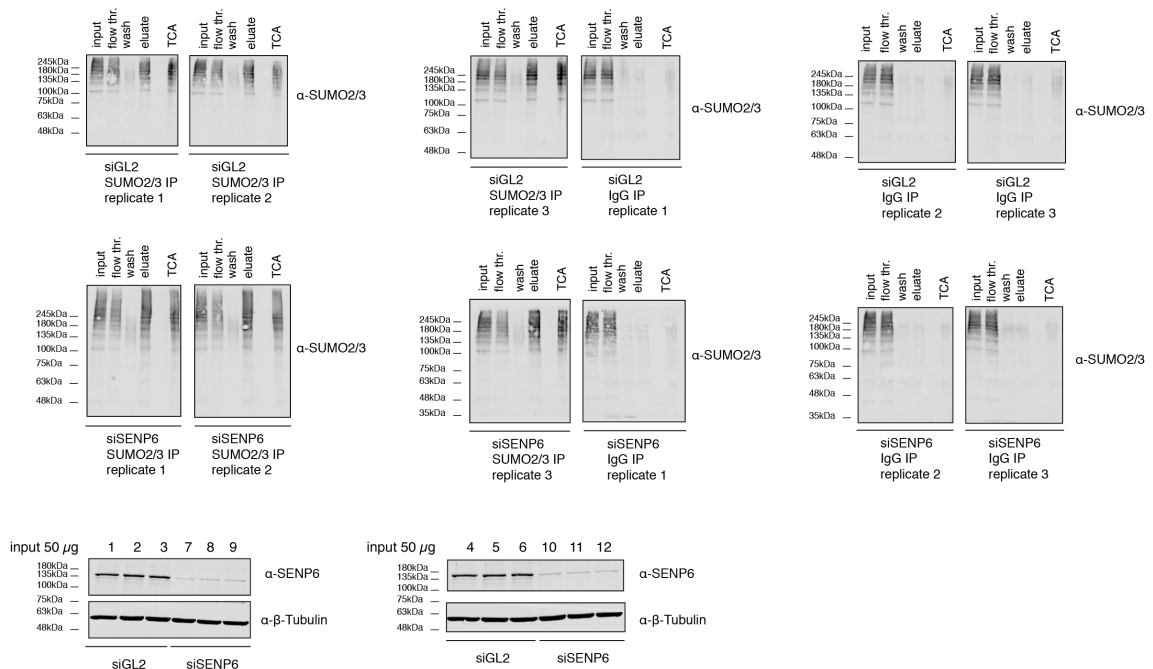 input
flow thr.
wash
eluate
TCA
input
flow thr.
wash
eluate
TCA
245kDa
180kDa
135kDa
100kDa
75kDa
63kDa
48kDa
α-SUMO2/3
siGL2
SUMO2/3 IP
replicate 1
siGL2
SUMO2/3 IP
replicate 2
input
flow thr.
wash
eluate
TCA
input
flow thr.
wash
eluate
TCA
245kDa
180kDa
135kDa
100kDa
75kDa
63kDa
48kDa
α-SUMO2/3
siGL2
SUMO2/3 IP
replicate 3
siGL2
IgG IP
replicate 1
input
flow thr.
wash
eluate
TCA
input
flow thr.
wash
eluate
TCA
245kDa
180kDa
135kDa
100kDa
75kDa
63kDa
48kDa
α-SUMO2/3
siGL2
IgG IP
replicate 2
siGL2
IgG IP
replicate 3
input
flow thr.
wash
eluate
TCA
input
flow thr.
wash
eluate
TCA
245kDa
180kDa
135kDa
100kDa
75kDa
63kDa
48kDa
α-SUMO2/3
siSENP6
SUMO2/3 IP
replicate 1
siSENP6
SUMO2/3 IP
replicate 2
input
flow thr.
wash
eluate
TCA
input
flow thr.
wash
eluate
TCA
245kDa
180kDa
135kDa
100kDa
75kDa
63kDa
48kDa
35kDa
α-SUMO2/3
siSENP6
SUMO2/3 IP
replicate 3
siSENP6
IgG IP
replicate 1
input
flow thr.
wash
eluate
TCA
input
flow thr.
wash
eluate
TCA
245kDa
180kDa
135kDa
100kDa
75kDa
63kDa
48kDa
35kDa
α-SUMO2/3
siSENP6
IgG IP
replicate 2
siSENP6
IgG IP
replicate 3
input 50 µg 1 2 3 7 8 9
180kDa
135kDa
100kDa
α-SENP6
75kDa
63kDa
48kDa
α-β-Tubulin
siGL2 siSENP6
input 50 µg 4 5 6 10 11 12
180kDa
135kDa
100kDa
α-SENP6
75kDa
63kDa
48kDa
α-β-Tubulin
siGL2 siSENP6